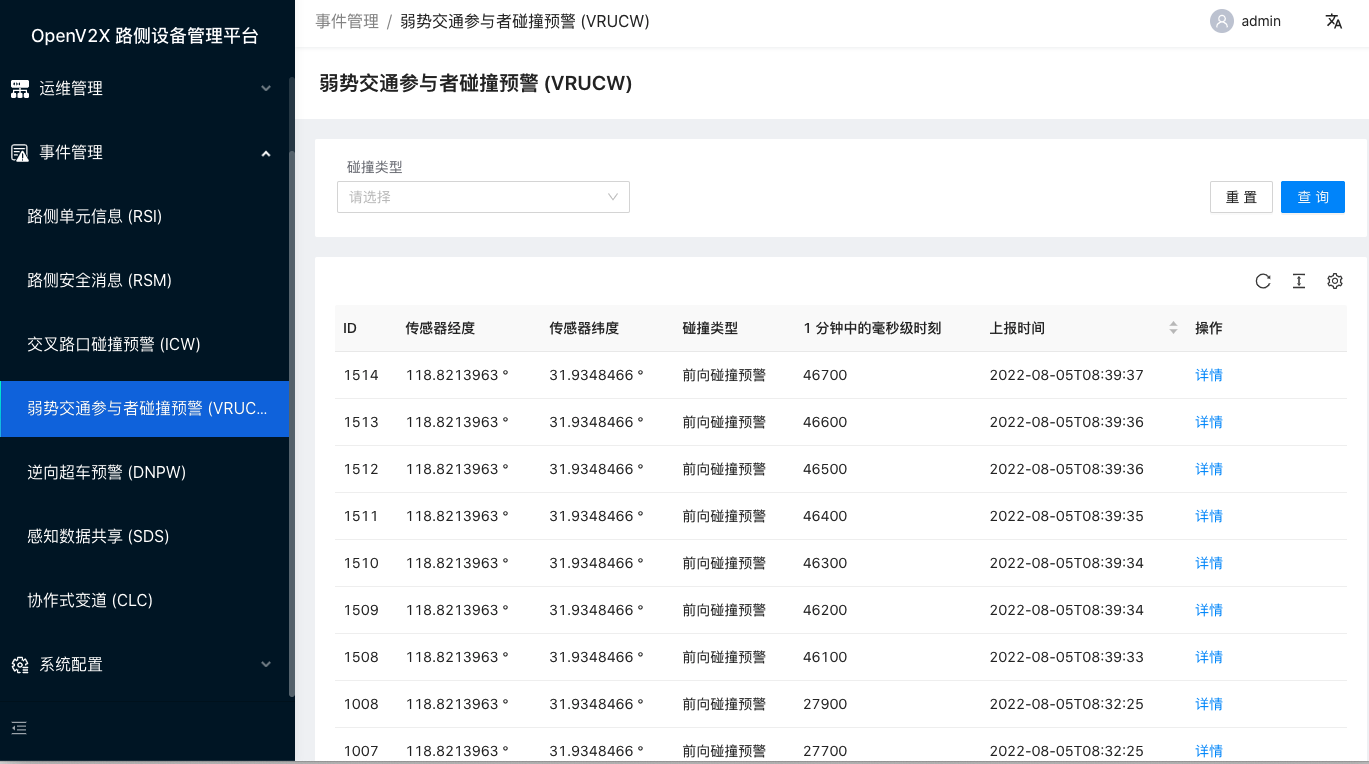 OpenV2X 路侧设备管理平台
运维管理
事件管理
路侧单元信息 (RSI)
路侧安全消息 (RSM)
交叉路口碰撞预警 (ICW)
弱势交通参与者碰撞预警 (VRUC...
逆向超车预警 (DNPW)
感知数据共享 (SDS)
协作式变道 (CLC)
系统配置
事件管理 / 弱势交通参与者碰撞预警 (VRUCW)
admin
弱势交通参与者碰撞预警 (VRUCW)
碰撞类型
请选择
重 置 查 询
ID 传感器经度 传感器纬度 碰撞类型 1 分钟中的毫秒级时刻 上报时间 操作
1514 118.8213963 ° 31.9348466 ° 前向碰撞预警 46700 2022-08-05T08:39:37 详情
1513 118.8213963 ° 31.9348466 ° 前向碰撞预警 46600 2022-08-05T08:39:36 详情
1512 118.8213963 ° 31.9348466 ° 前向碰撞预警 46500 2022-08-05T08:39:36 详情
1511 118.8213963 ° 31.9348466 ° 前向碰撞预警 46400 2022-08-05T08:39:35 详情
1510 118.8213963 ° 31.9348466 ° 前向碰撞预警 46300 2022-08-05T08:39:34 详情
1509 118.8213963 ° 31.9348466 ° 前向碰撞预警 46200 2022-08-05T08:39:34 详情
1508 118.8213963 ° 31.9348466 ° 前向碰撞预警 46100 2022-08-05T08:39:33 详情
1008 118.8213963 ° 31.9348466 ° 前向碰撞预警 27900 2022-08-05T08:32:25 详情
1007 118.8213963 ° 31.9348466 ° 前向碰撞预警 27700 2022-08-05T08:32:25 详情